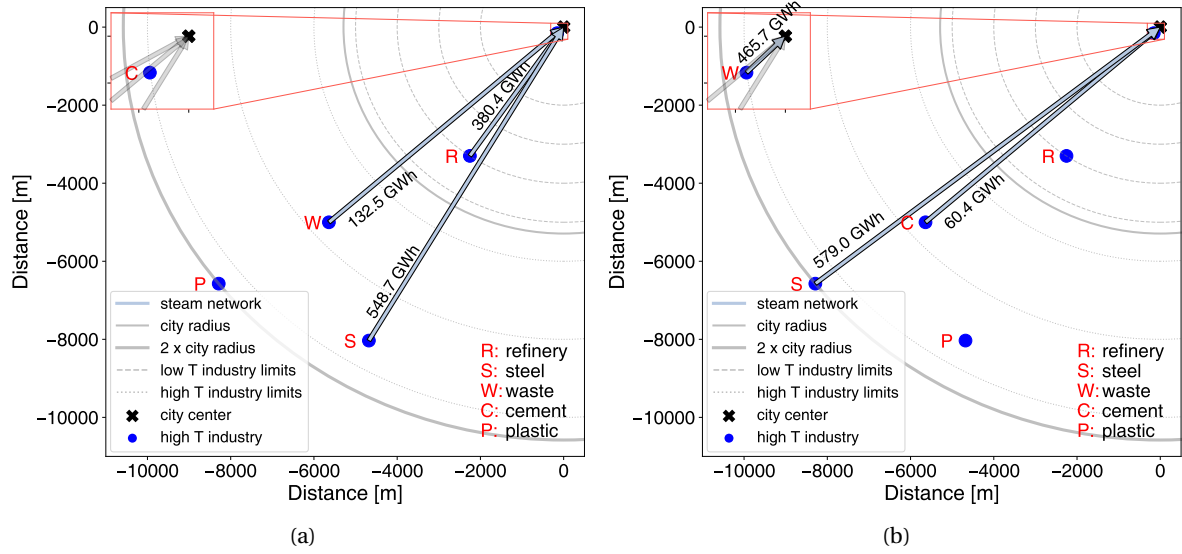 0
−2000
−4000
−6000
−8000
−10000
Distance [m]
C
380.4 GWh
R
132.5 GWh
W
548.7 GWh
P
S
steam network
city radius
2 x city radius
low T industry limits
high T industry limits
city center
high T industry
R: refinery
S: steel
W: waste
C: cement
P: plastic
−10000 −8000 −6000 −4000 −2000 0
Distance [m]
(a)
0
−2000
−4000
−6000
−8000
−10000
Distance [m]
465.7 GWh
W
R
60.4 GWh
C
579.0 GWh
S
P
steam network
city radius
2 x city radius
low T industry limits
high T industry limits
city center
high T industry
R: refinery
S: steel
W: waste
C: cement
P: plastic
−10000 −8000 −6000 −4000 −2000 0
Distance [m]
(b)